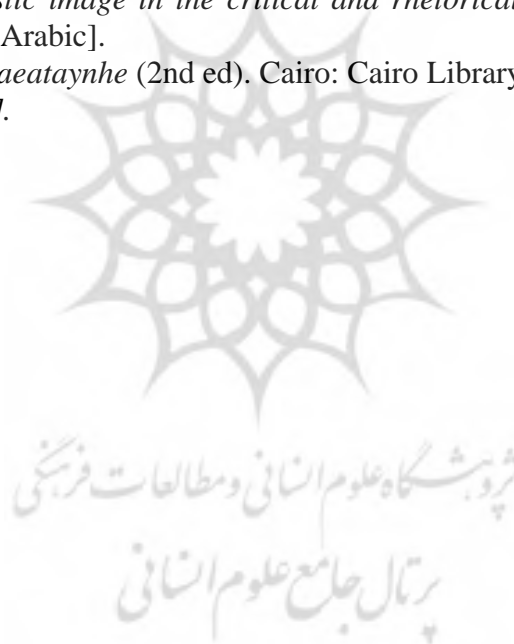 stic image in the critical and rhetorical
Arabic].
aeataynhe (2nd ed). Cairo: Cairo Library
پژوهشگاه علوم انسانی و مطالعات فرهنگی
پرتال جامع علوم انسانی